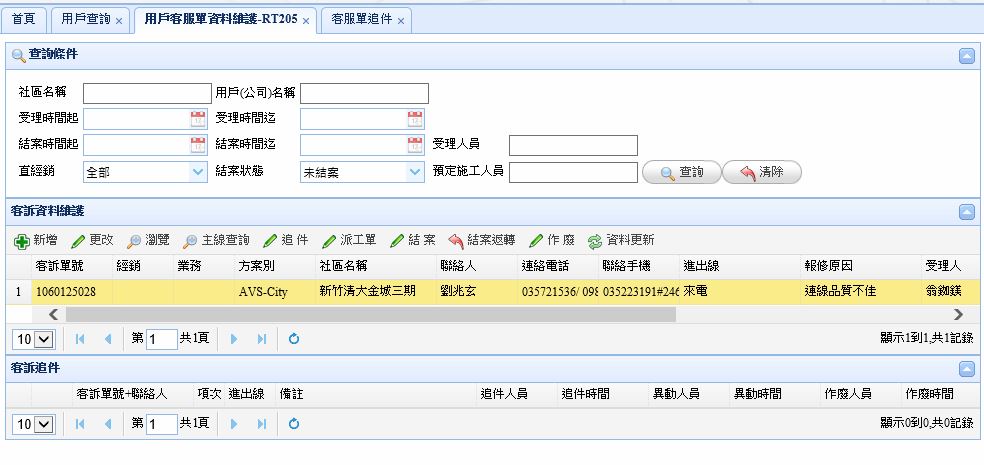 首頁 用戶查詢 × 用戶客服單資料維護-RT205 × 客服單追件 ×
查詢條件
社區名稱 用戶(公司)名稱
受理時間起 受理時間迄
結案時間起 結案時間迄 受理人員
直經銷 全部 結案狀態 未結案 預定施工人員 查詢 清除
客訴資料維護
新增 更改 瀏覽 主線查詢 追 件 派工單 結 案 結案返轉 作 廢 資料更新
客訴單號 經銷 業務 方案別 社區名稱 聯絡人 連絡電話 聯絡手機 進出線 報修原因 受理人
1 1060125028 AVS-City 新竹清大金城三期 劉兆玄 035721536/ 098 035223191#246 來電 連線品質不佳 翁鉫鎂
10 第 1 共1頁 顯示1到1,共1記錄
客訴追件
客訴單號+聯絡人 項次 進出線 備註 追件人員 追件時間 異動人員 異動時間 作廢人員 作廢時間
10 第 1 共1頁 顯示0到0,共0記錄